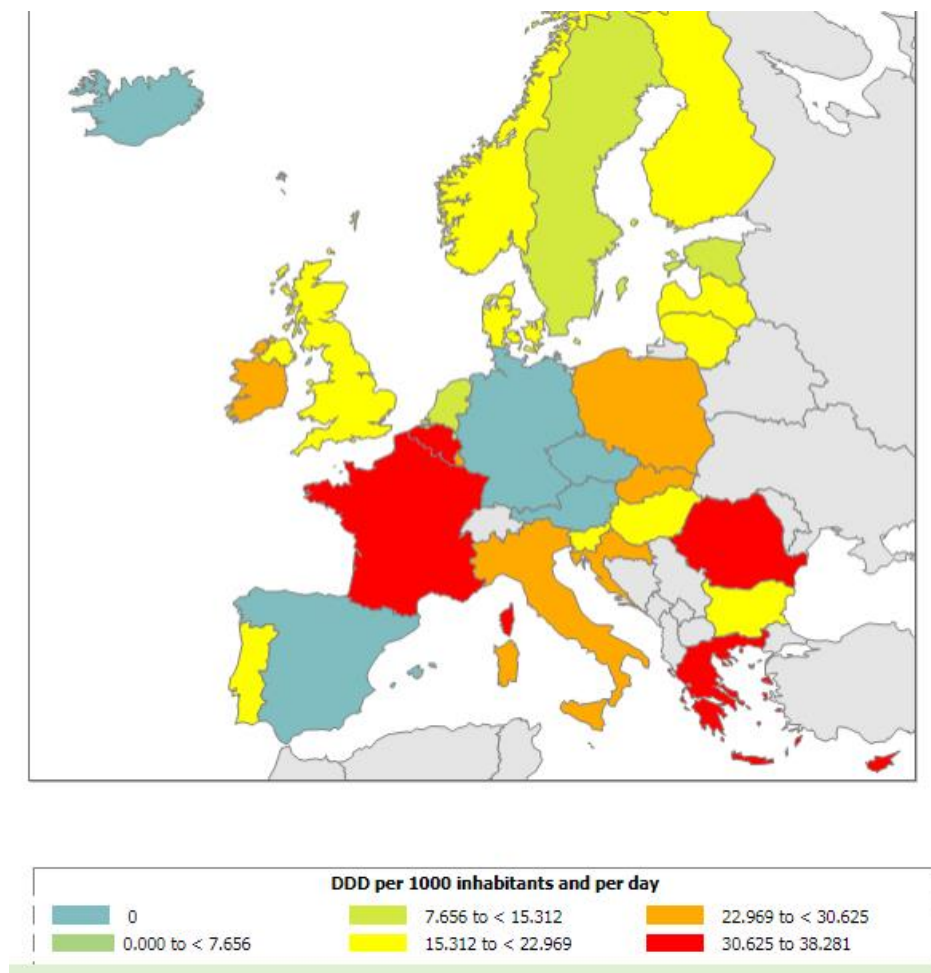 DDD per 1000 inhabitants and per day
0 7.656 to < 15.312 22.969 to < 30.625
0.000 to < 7.656 15.312 to < 22.969 30.625 to 38.281